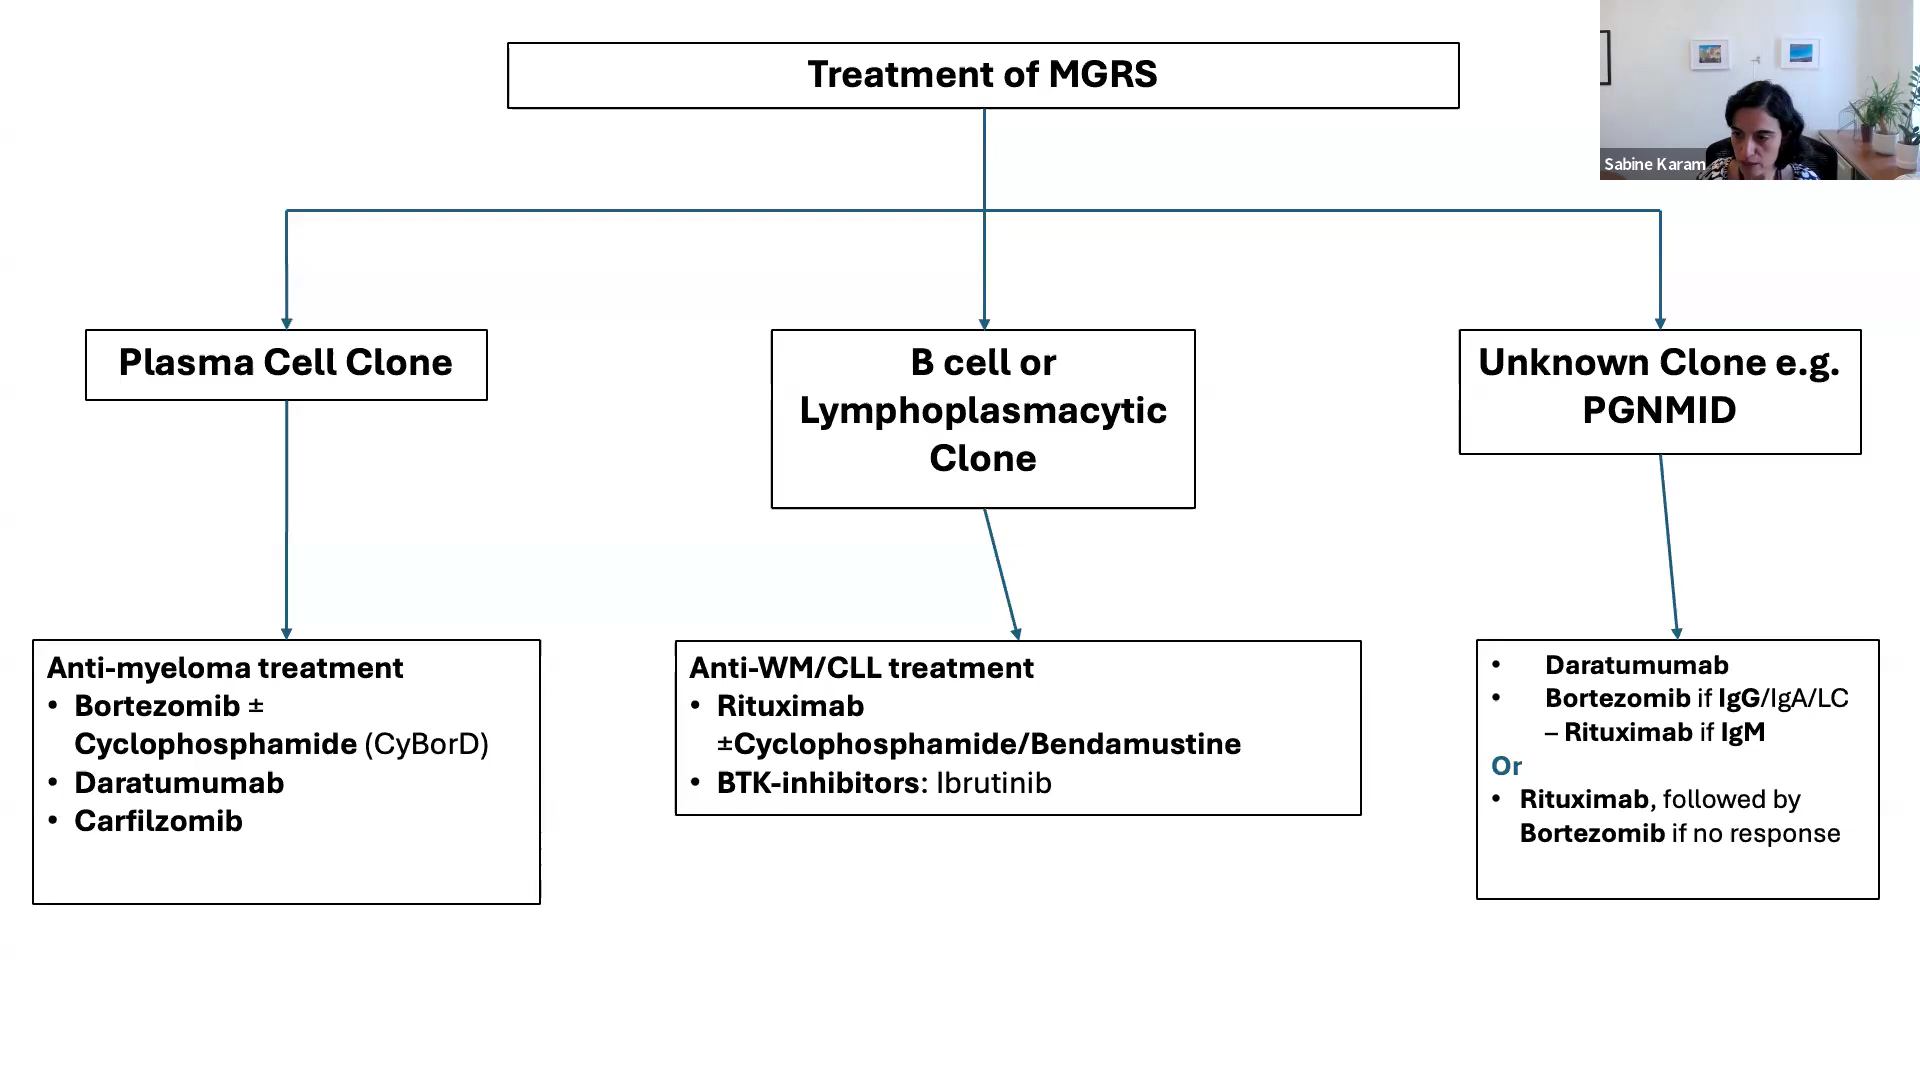 Treatment of MGRS
Sabine Karam
Plasma Cell Clone
B cell or
Lymphoplasmacytic
Clone
Unknown Clone e.g.
PGNMID
Anti-myeloma treatment
• Bortezomib ±
Cyclophosphamide (CyBorD)
• Daratumumab
• Carfilzomib
Anti-WM/CLL treatment
• Rituximab
±Cyclophosphamide/Bendamustine
• BTK-inhibitors: Ibrutinib
• Daratumumab
• Bortezomib if IgG/IgA/LC
– Rituximab if IgM
Or
• Rituximab, followed by
Bortezomib if no response